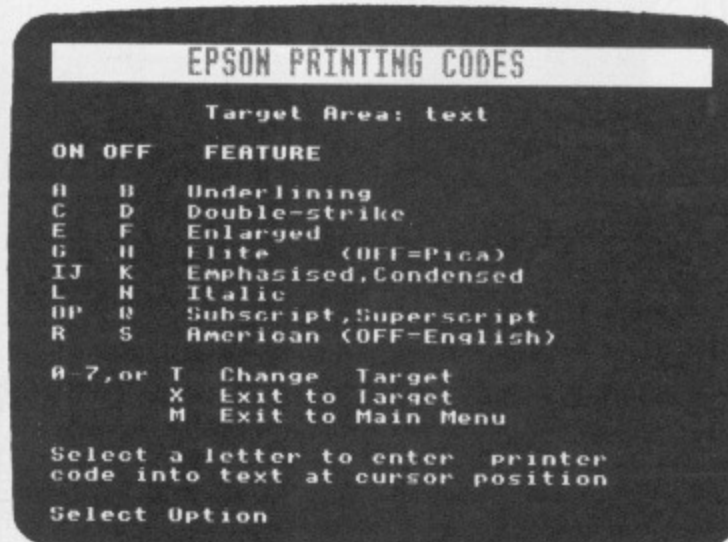 EPSON PRINTING CODES
Target Area: text
ON OFF FEATURE
A B Underlining
C D Double-strike
E F Enlarged
G H Elite (OFF=Pica)
IJ K Emphasised,Condensed
L N Italic
OP Q Subscript,Superscript
R S American (OFF=English)
0-7,or T Change Target
X Exit to Target
M Exit to Main Menu
Select a letter to enter printer
code into text at cursor position
Select Option